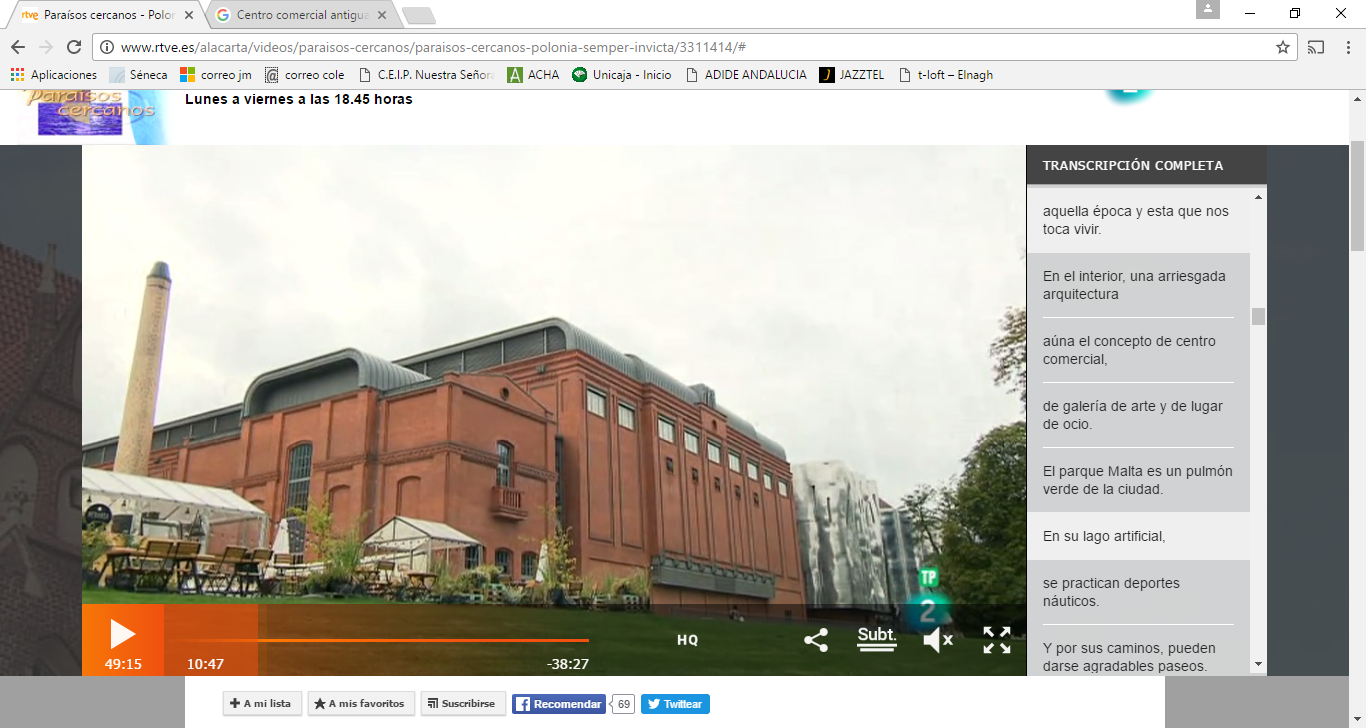 rtve Paraísos cercanos - Polon
Centro comercial antigua
www.rtve.es/alacarta/videos/paraisos-cercanos/paraisos-cercanos-polonia-semper-invicta/3311414/#
Aplicaciones Séneca correo jm correo cole C.E.I.P. Nuestra Señora ACHA Unicaja - Inicio ADIDE ANDALUCIA JAZZTEL t-loft – Elnagh
Paraísos
cercanos
Lunes a viernes a las 18.45 horas
TRANSCRIPCIÓN COMPLETA
aquella época y esta que nos
toca vivir.
En el interior, una arriesgada
arquitectura
aúna el concepto de centro
comercial,
de galería de arte y de lugar
de ocio.
El parque Malta es un pulmón
verde de la ciudad.
En su lago artificial,
se practican deportes
náuticos.
Y por sus caminos, pueden
darse agradables paseos.
TP
2
HQ
Subt.
49:15
10:47
-38:27
A mi lista
A mis favoritos
Suscribirse
Recomendar
69
Twittear